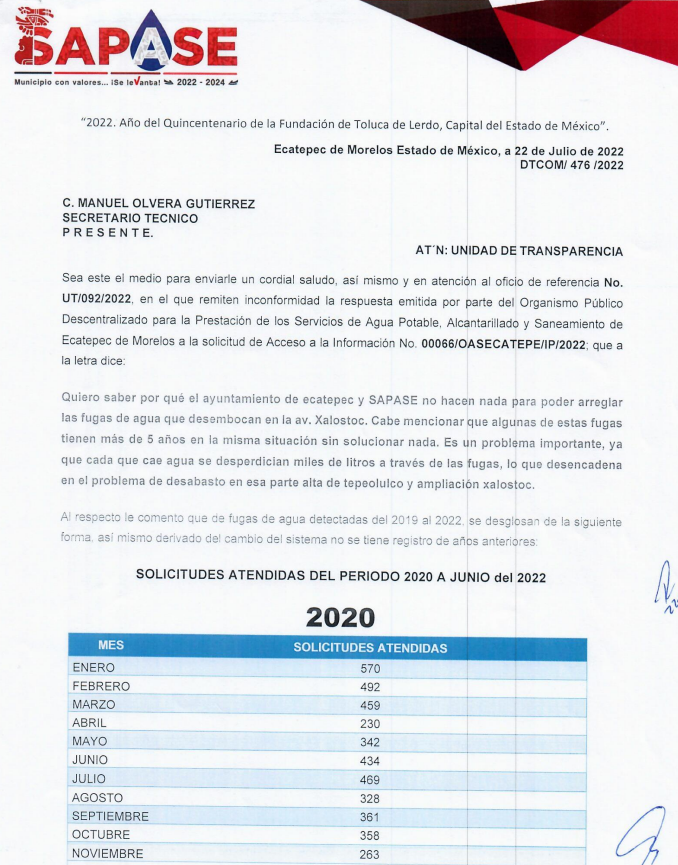 SAPASE
Municipio con valores... ¡Se leVanta! 2022 - 2024
"2022. Año del Quincentenario de la Fundación de Toluca de Lerdo, Capital del Estado de México".
Ecatepec de Morelos Estado de México, a 22 de Julio de 2022
DTCOM/ 476 /2022
C. MANUEL OLVERA GUTIERREZ
SECRETARIO TECNICO
P R E S E N T E.
AT´N: UNIDAD DE TRANSPARENCIA
Sea este el medio para enviarle un cordial saludo, así mismo y en atención al oficio de referencia No.
UT/092/2022, en el que remiten inconformidad la respuesta emitida por parte del Organismo Público
Descentralizado para la Prestación de los Servicios de Agua Potable, Alcantarillado y Saneamiento de
Ecatepec de Morelos a la solicitud de Acceso a la Información No. 00066/OASECATEPE/IP/2022; que a
la letra dice:
Quiero saber por qué el ayuntamiento de ecatepec y SAPASE no hacen nada para poder arreglar
las fugas de agua que desembocan en la av. Xalostoc. Cabe mencionar que algunas de estas fugas
tienen más de 5 años en la misma situación sin solucionar nada. Es un problema importante, ya
que cada que cae agua se desperdician miles de litros a través de las fugas, lo que desencadena
en el problema de desabasto en esa parte alta de tepeolulco y ampliación xalostoc.
Al respecto le comento que de fugas de agua detectadas del 2019 al 2022, se desglosan de la siguiente
forma, así mismo derivado del cambio del sistema no se tiene registro de años anteriores:
SOLICITUDES ATENDIDAS DEL PERIODO 2020 A JUNIO del 2022
2020
MES SOLICITUDES ATENDIDAS
ENERO 570
FEBRERO 492
MARZO 459
ABRIL 230
MAYO 342
JUNIO 434
JULIO 469
AGOSTO 328
SEPTIEMBRE 361
OCTUBRE 358
NOVIEMBRE 263